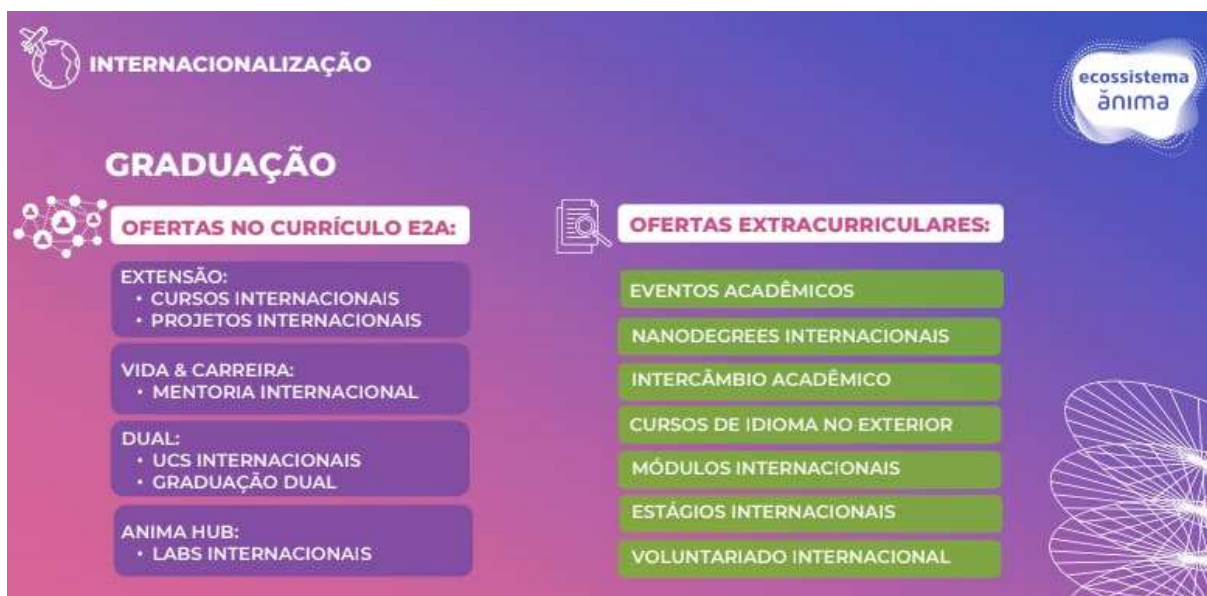 INTERNACIONALIZAÇÃO
ecossistema
ănıma
GRADUAÇÃO
OFERTAS NO CURRÍCULO E2A:
EXTENSÃO:
• CURSOS INTERNACIONAIS
• PROJETOS INTERNACIONAIS
VIDA & CARREIRA:
• MENTORIA INTERNACIONAL
DUAL:
• UCS INTERNACIONAIS
• GRADUAÇÃO DUAL
ANIMA HUB:
• LABS INTERNACIONAIS
OFERTAS EXTRACURRICULARES:
EVENTOS ACADÊMICOS
NANODEGREES INTERNACIONAIS
INTERCÂMBIO ACADÊMICO
CURSOS DE IDIOMA NO EXTERIOR
MÓDULOS INTERNACIONAIS
ESTÁGIOS INTERNACIONAIS
VOLUNTARIADO INTERNACIONAL